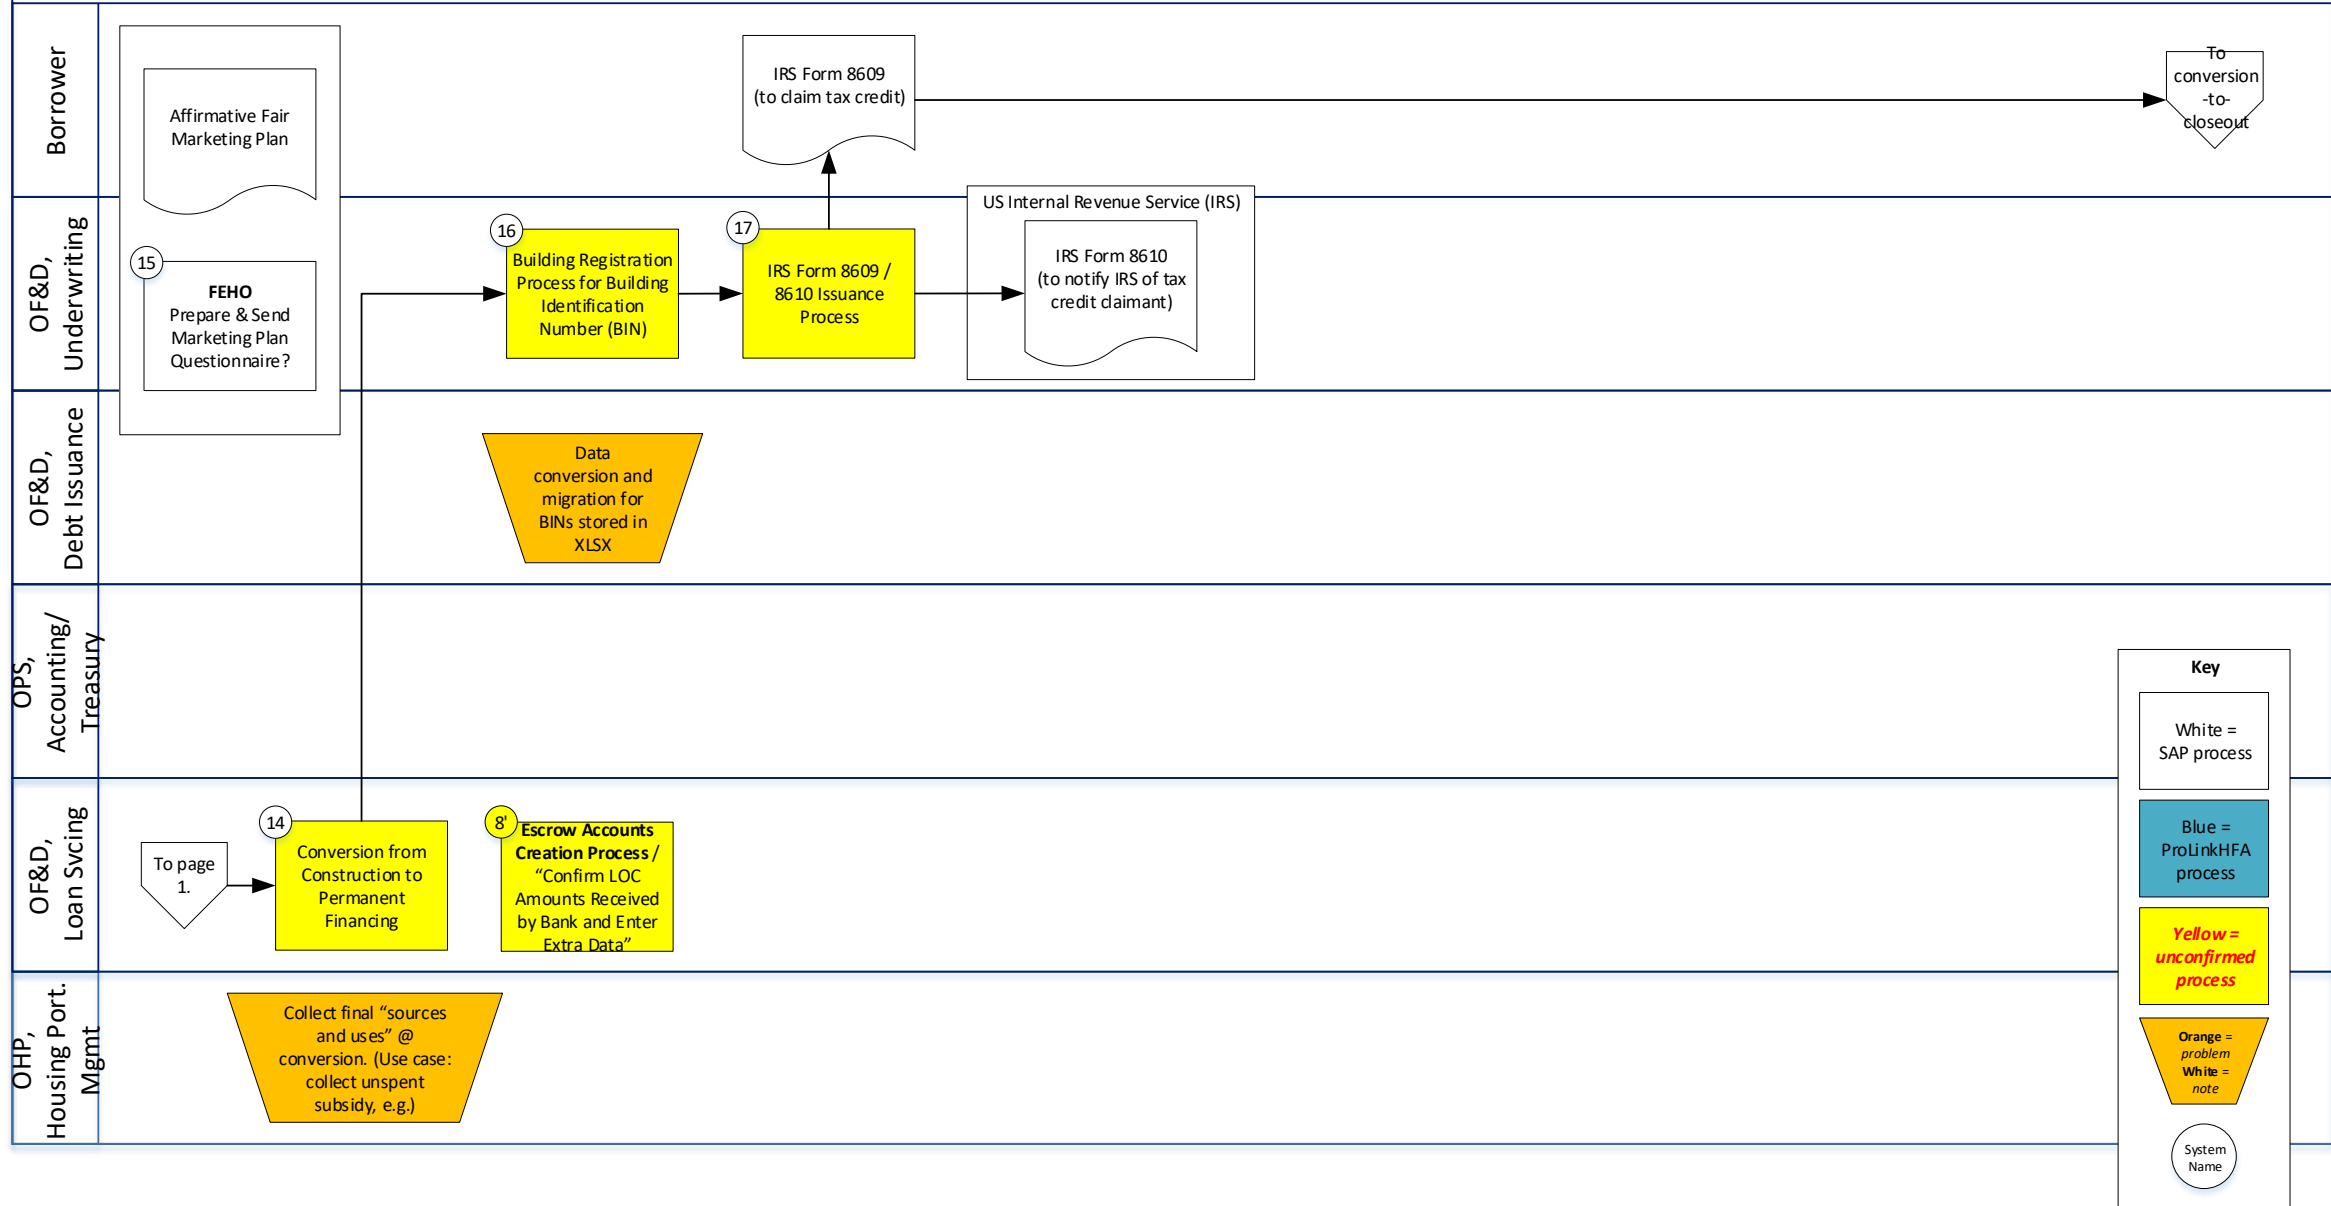 Borrower
Affirmative Fair
Marketing Plan
IRS Form 8609
(to claim tax credit)
To
conversion
-to-
closeout
OF&D,
Underwriting
15
FEHO
Prepare & Send
Marketing Plan
Questionnaire?
16
Building Registration
Process for Building
Identification
Number (BIN)
17
IRS Form 8609 /
8610 Issuance
Process
US Internal Revenue Service (IRS)
IRS Form 8610
(to notify IRS of tax
credit claimant)
OF&D,
Debt Issuance
Data
conversion and
migration for
BINs stored in
XLSX
OPS,
Accounting/
Treasury
OF&D,
Loan Svcing
To page
1.
14
Conversion from
Construction to
Permanent
Financing
8'
Escrow Accounts
Creation Process /
“Confirm LOC
Amounts Received
by Bank and Enter
Extra Data”
OHP,
Housing Port.
Mgmt
Collect final “sources
and uses” @
conversion. (Use case:
collect unspent
subsidy, e.g.)
Key
White =
SAP process
Blue =
ProLinkHFA
process
Yellow =
unconfirmed
process
Orange =
problem
White =
note
System
Name